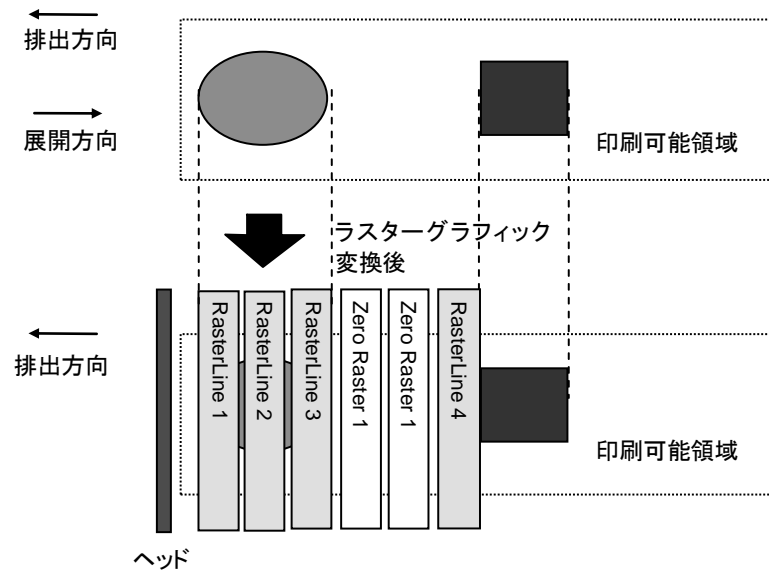 排出方向
展開方向
印刷可能領域
ラスターグラフィック
変換後
RasterLine 1
RasterLine 2
RasterLine 3
Zero Raster 1
Zero Raster 1
RasterLine 4
排出方向
印刷可能領域
ヘッド